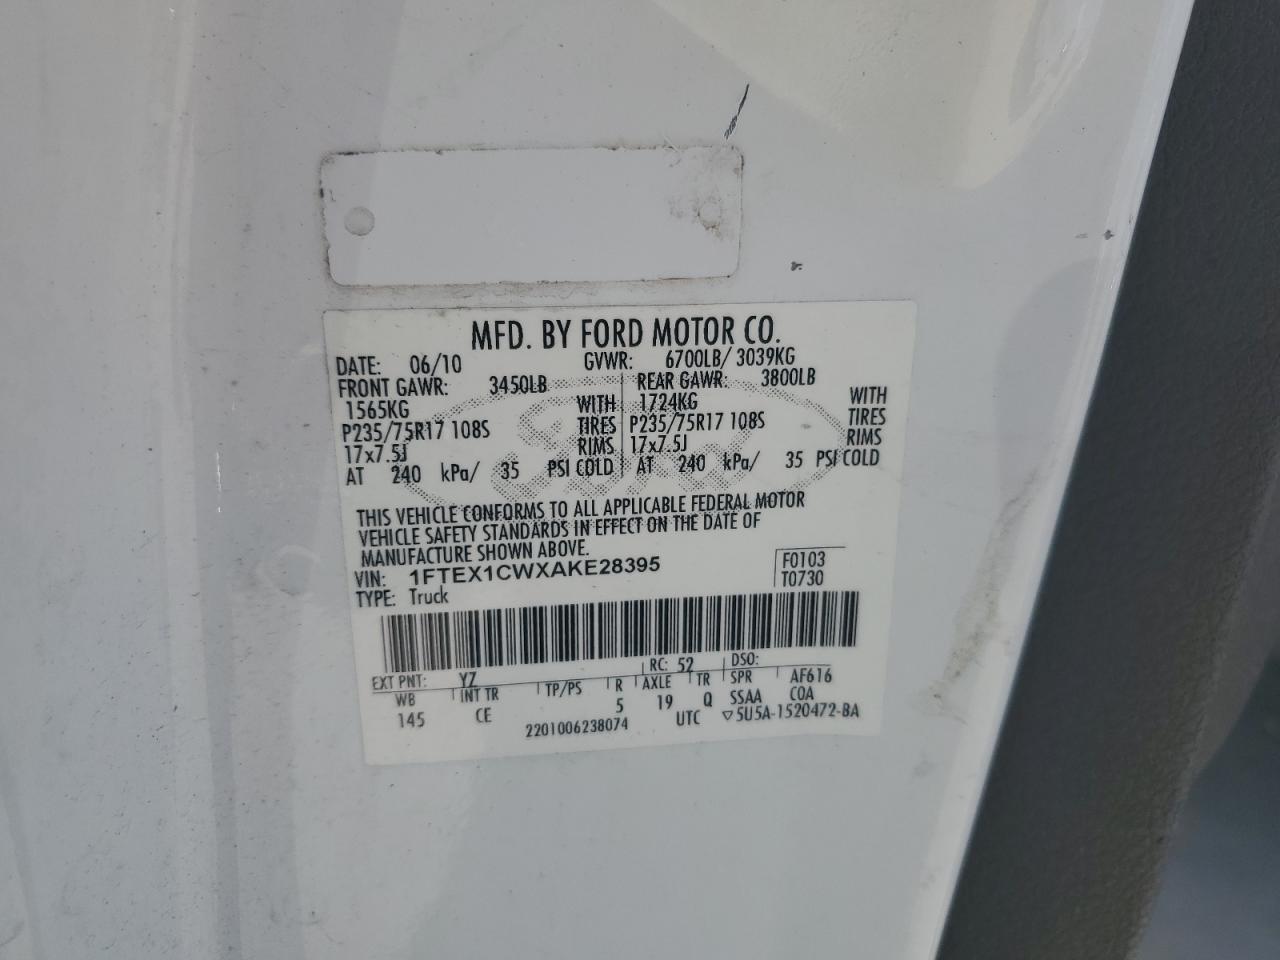 MFD. BY FORD MOTOR CO.
DATE: 06/10 GVWR: 6700LB/ 3039KG
FRONT GAWR: 3450LB REAR GAWR: 3800LB
1565KG WITH 1724KG WITH
P235/75R17 108S TIRES P235/75R17 108S TIRES
17x7.5J RIMS 17x7.5J RIMS
AT 240 kPa/ 35 PSI COLD AT 240 kPa/ 35 PSI COLD
Ford
THIS VEHICLE CONFORMS TO ALL APPLICABLE FEDERAL MOTOR
VEHICLE SAFETY STANDARDS IN EFFECT ON THE DATE OF
MANUFACTURE SHOWN ABOVE.
VIN: 1FTEX1CWXAKE28395 F0103
TYPE: Truck T0730
EXT PNT: YZ RC: 52 DSO:
WB INT TR TP/PS R AXLE TR SPR AF616
145 CE 5 19 Q SSAA COA
2201006238074 UTC ▽5U5A-1520472-BA